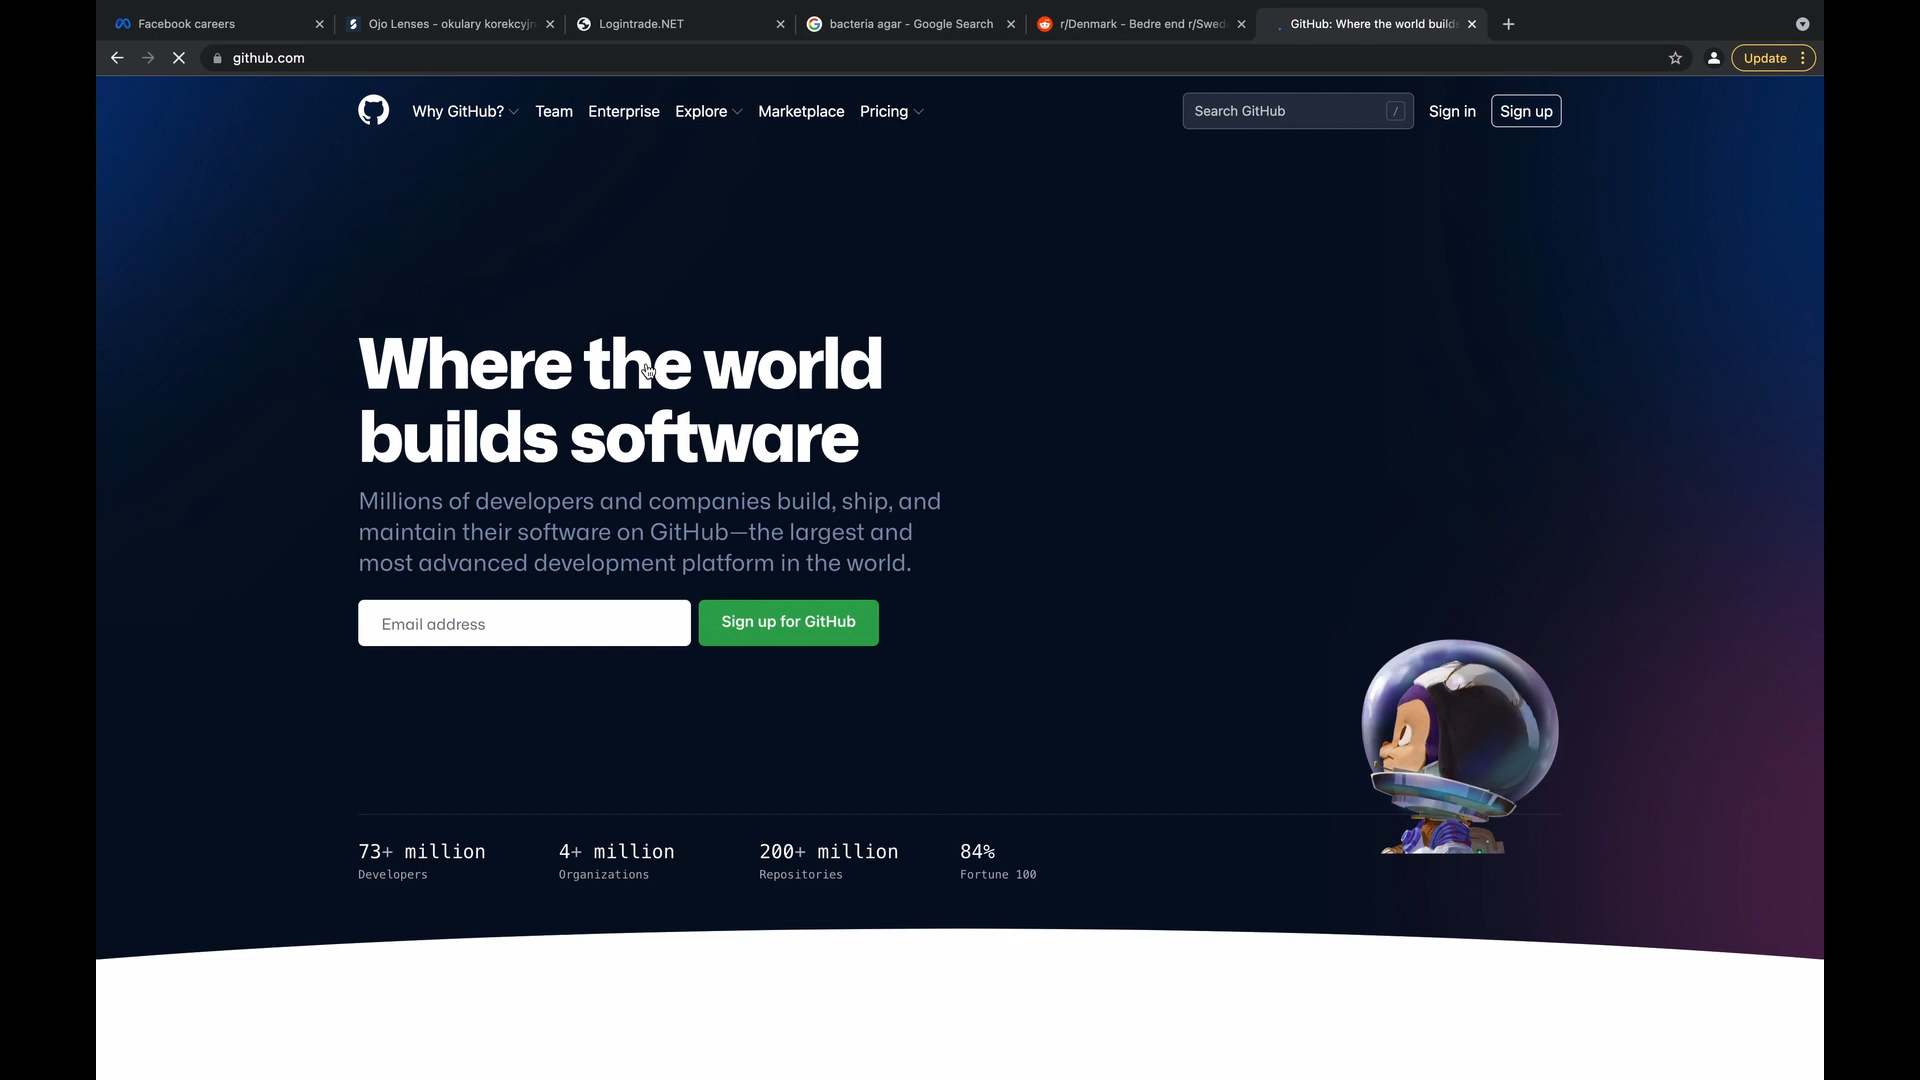 Facebook careers
Ojo Lenses - okulary korekcyjn
Logintrade.NET
bacteria agar - Google Search
r/Denmark - Bedre end r/Swed
GitHub: Where the world builds
github.com
Update
Why GitHub?
Team
Enterprise
Explore
Marketplace
Pricing
Search GitHub
/
Sign in
Sign up
Where the world
builds software
Millions of developers and companies build, ship, and
maintain their software on GitHub—the largest and
most advanced development platform in the world.
Email address
Sign up for GitHub
73+ million
Developers
4+ million
Organizations
200+ million
Repositories
84%
Fortune 100